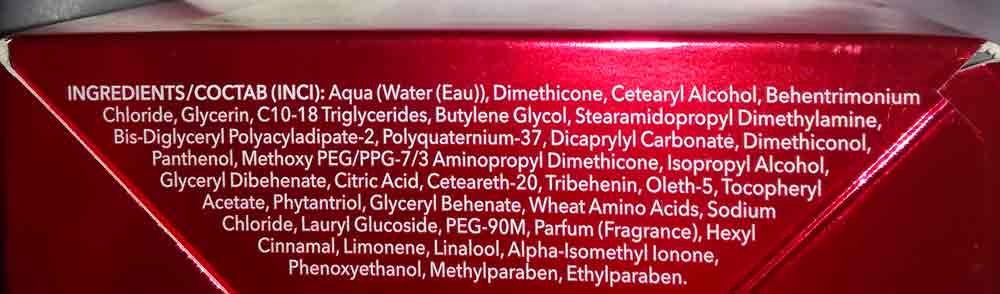 INGREDIENTS/COCTAB (INCI): Aqua (Water (Eau)), Dimethicone, Cetearyl Alcohol, Behentrimonium
Chloride, Glycerin, C10-18 Triglycerides, Butylene Glycol, Stearamidopropyl Dimethylamine,
Bis-Diglyceryl Polyacyladipate-2, Polyquaternium-37, Dicaprylyl Carbonate, Dimethiconol,
Panthenol, Methoxy PEG/PPG-7/3 Aminopropyl Dimethicone, Isopropyl Alcohol,
Glyceryl Dibehenate, Citric Acid, Ceteareth-20, Tribehenin, Oleth-5, Tocopheryl
Acetate, Phytantriol, Glyceryl Behenate, Wheat Amino Acids, Sodium
Chloride, Lauryl Glucoside, PEG-90M, Parfum (Fragrance), Hexyl
Cinnamal, Limonene, Linalool, Alpha-Isomethyl Ionone,
Phenoxyethanol, Methylparaben, Ethylparaben.